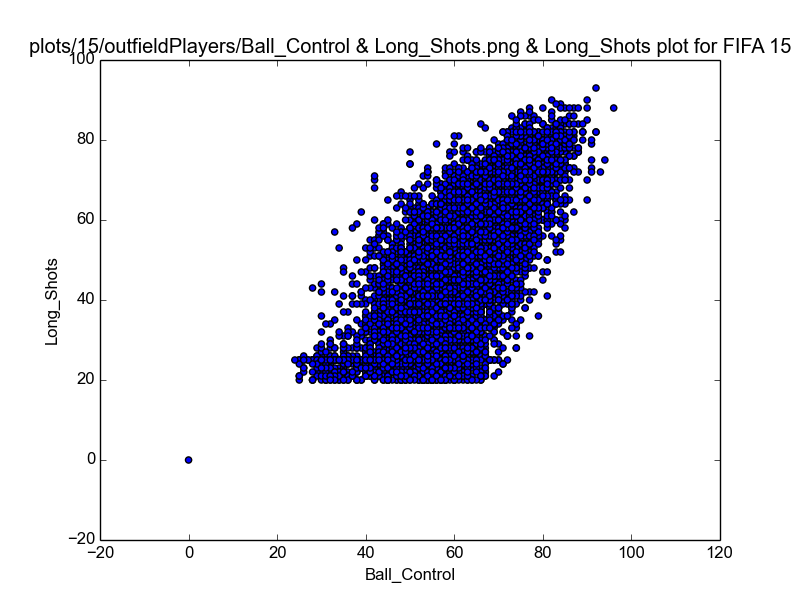 plots/15/outfieldPlayers/Ball_Control & Long_Shots.png & Long_Shots plot for FIFA 15
100
80
60
40
20
0
−20
Long_Shots
−20 0 20 40 60 80 100 120
Ball_Control